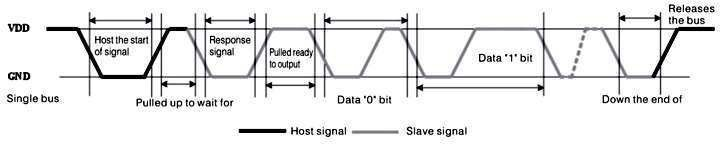 Releases
the bus
VDD
Host the start
of signal
Response
signal
Pulled ready
to output
Data "1" bit
GND
Single bus
Pulled up to wait for
Data "0" bit
Down the end of
Host signal
Slave signal